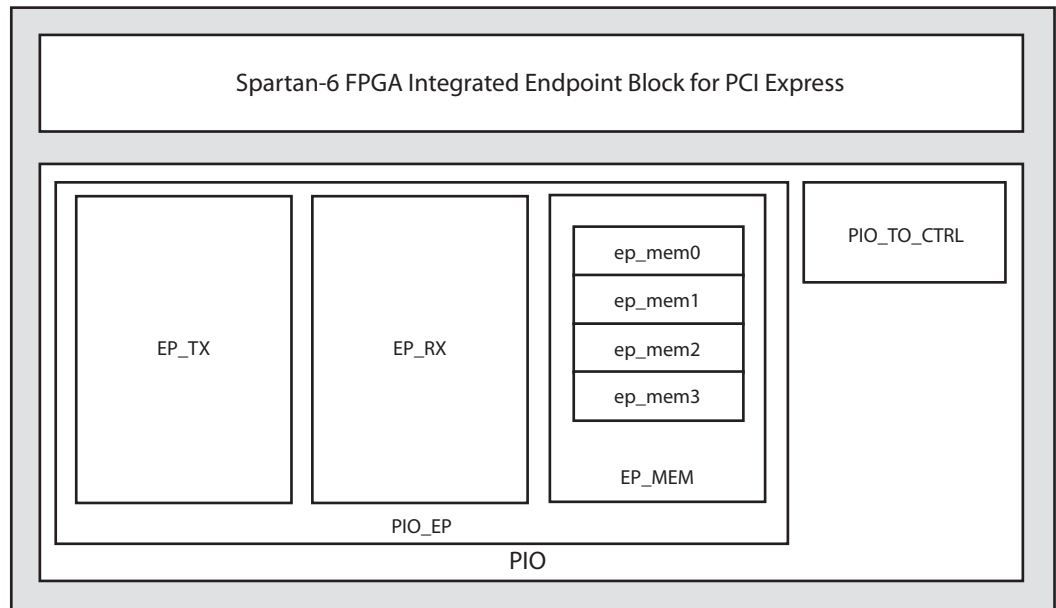 Spartan-6 FPGA Integrated Endpoint Block for PCI Express
PIO_TO_CTRL
ep_mem0
ep_mem1
EP_TX
EP_RX
ep_mem2
ep_mem3
EP_MEM
PIO_EP
PIO